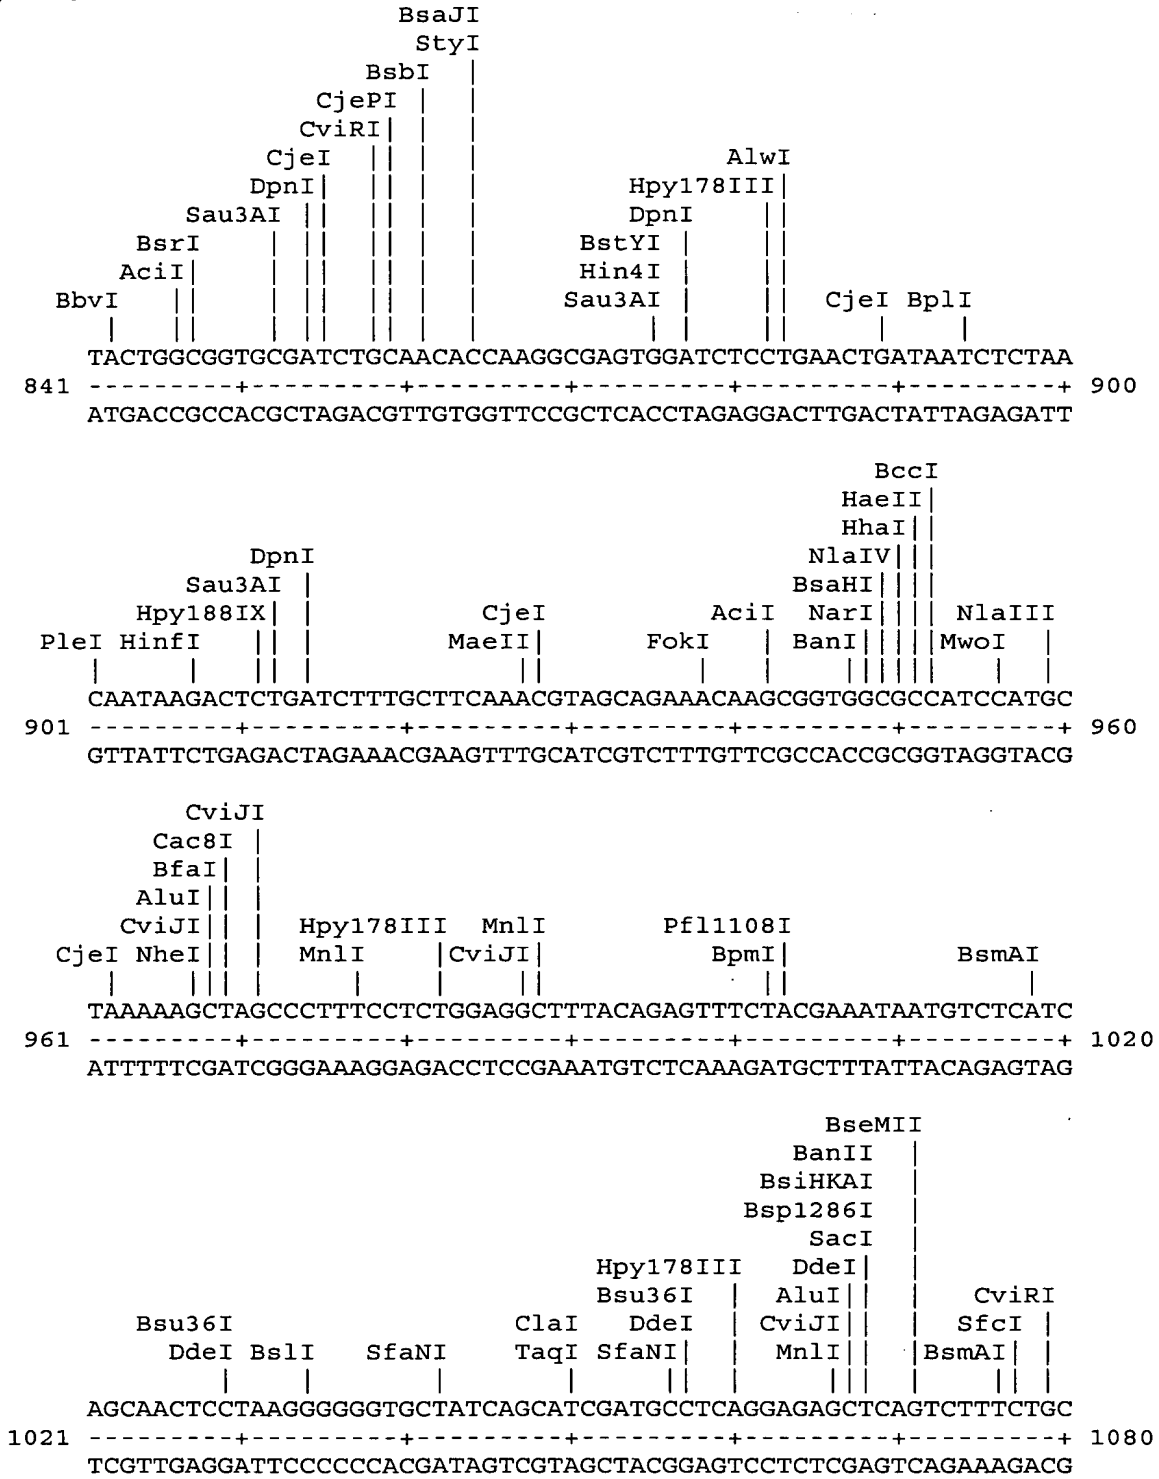 BsaJI
StyI
BsbI |
CjePI | |
CviRI| | |
CjeI || | | AlwI
DpnI| || | | Hpy178III|
Sau3AI || || | | DpnI ||
BsrI | || || | | BstYI | ||
AciI| | || || | | Hin4I | ||
BbvI || | || || | | Sau3AI | || CjeI BplI
TACTGGCGGTGCGATCTGCAACACCAAGGCGAGTGGATCTCCTGAACTGATAATCTCTAA
841 ---------+---------+---------+---------+---------+---------+ 900
ATGACCGCCACGCTAGACGTTGTGGTTCCGCTCACCTAGAGGACTTGACTATTAGAGATT
BccI
HaeII|
HhaI||
DpnI NlaIV|||
Sau3AI | BsaHI||||
Hpy188IX| | CjeI AciI NarI||||| NlaIII
PleI HinfI || | MaeII| FokI | BanI|||||| MwoI |
CAATAAGACTCTGATCTTTGCTTCAAACGTAGCAGAAACAAGCGGTGGCGCCATCCATGC
901 ---------+---------+---------+---------+---------+---------+ 960
GTTATTCTGAGACTAGAAACGAAGTTTGCATCGTCTTTGTTCGCCACCGCGGTAGGTACG
CviJI
Cac8I |
BfaI| |
AluI|| |
CviJI|| | Hpy178III MnlI Pfl1108I
CjeI NheI|| | MnlI |CviJI| BpmI| BsmAI
TAAAAAGCTAGCCCTTTCCTCTGGAGGCTTTACAGAGTTTCTACGAAATAATGTCTCATC
961 ---------+---------+---------+---------+---------+---------+ 1020
ATTTTTCGATCGGGAAAGGAGACCTCCGAAATGTCTCAAAGATGCTTTATTACAGAGTAG
BseMII
BanII |
BsiHKAI |
Bsp1286I |
SacI |
Hpy178III DdeI| |
Bsu36I | AluI|| | CviRI
Bsu36I ClaI DdeI | CviJI|| | SfcI |
DdeI BslI SfaNI TaqI SfaNI| | MnlI|| |BsmAI| |
AGCAACTCCTAAGGGGGGTGCTATCAGCATCGATGCCTCAGGAGAGCTCAGTCTTTCTGC
1021 ---------+---------+---------+---------+---------+---------+ 1080
TCGTTGAGGATTCCCCCCACGATAGTCGTAGCTACGGAGTCCTCTCGAGTCAGAAAGACG